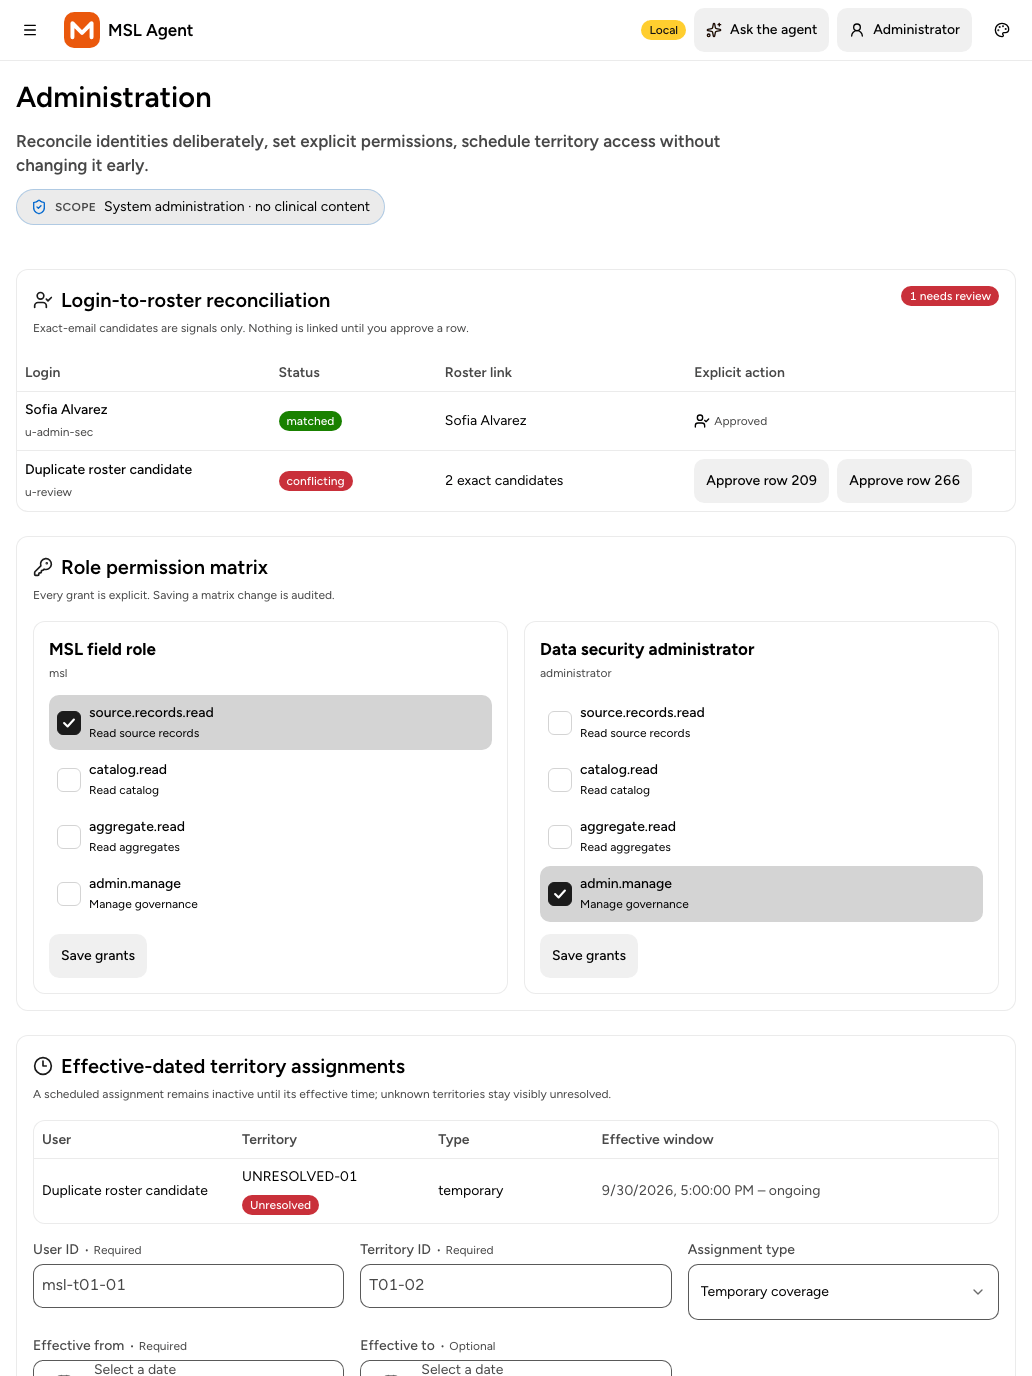 MSL Agent
Local
Ask the agent
Administrator
Administration
Reconcile identities deliberately, set explicit permissions, schedule territory access without
changing it early.
SCOPE System administration · no clinical content
Login-to-roster reconciliation
1 needs review
Exact-email candidates are signals only. Nothing is linked until you approve a row.
Login Status Roster link Explicit action
Sofia Alvarez
u-admin-sec
matched
Sofia Alvarez
Approved
Duplicate roster candidate
u-review
conflicting
2 exact candidates
Approve row 209
Approve row 266
Role permission matrix
Every grant is explicit. Saving a matrix change is audited.
MSL field role
msl
source.records.read
Read source records
catalog.read
Read catalog
aggregate.read
Read aggregates
admin.manage
Manage governance
Save grants
Data security administrator
administrator
source.records.read
Read source records
catalog.read
Read catalog
aggregate.read
Read aggregates
admin.manage
Manage governance
Save grants
Effective-dated territory assignments
A scheduled assignment remains inactive until its effective time; unknown territories stay visibly unresolved.
User Territory Type Effective window
Duplicate roster candidate
UNRESOLVED-01
Unresolved
temporary
9/30/2026, 5:00:00 PM – ongoing
User ID · Required
msl-t01-01
Territory ID · Required
T01-02
Assignment type
Temporary coverage
Effective from · Required
Select a date
Effective to · Optional
Select a date